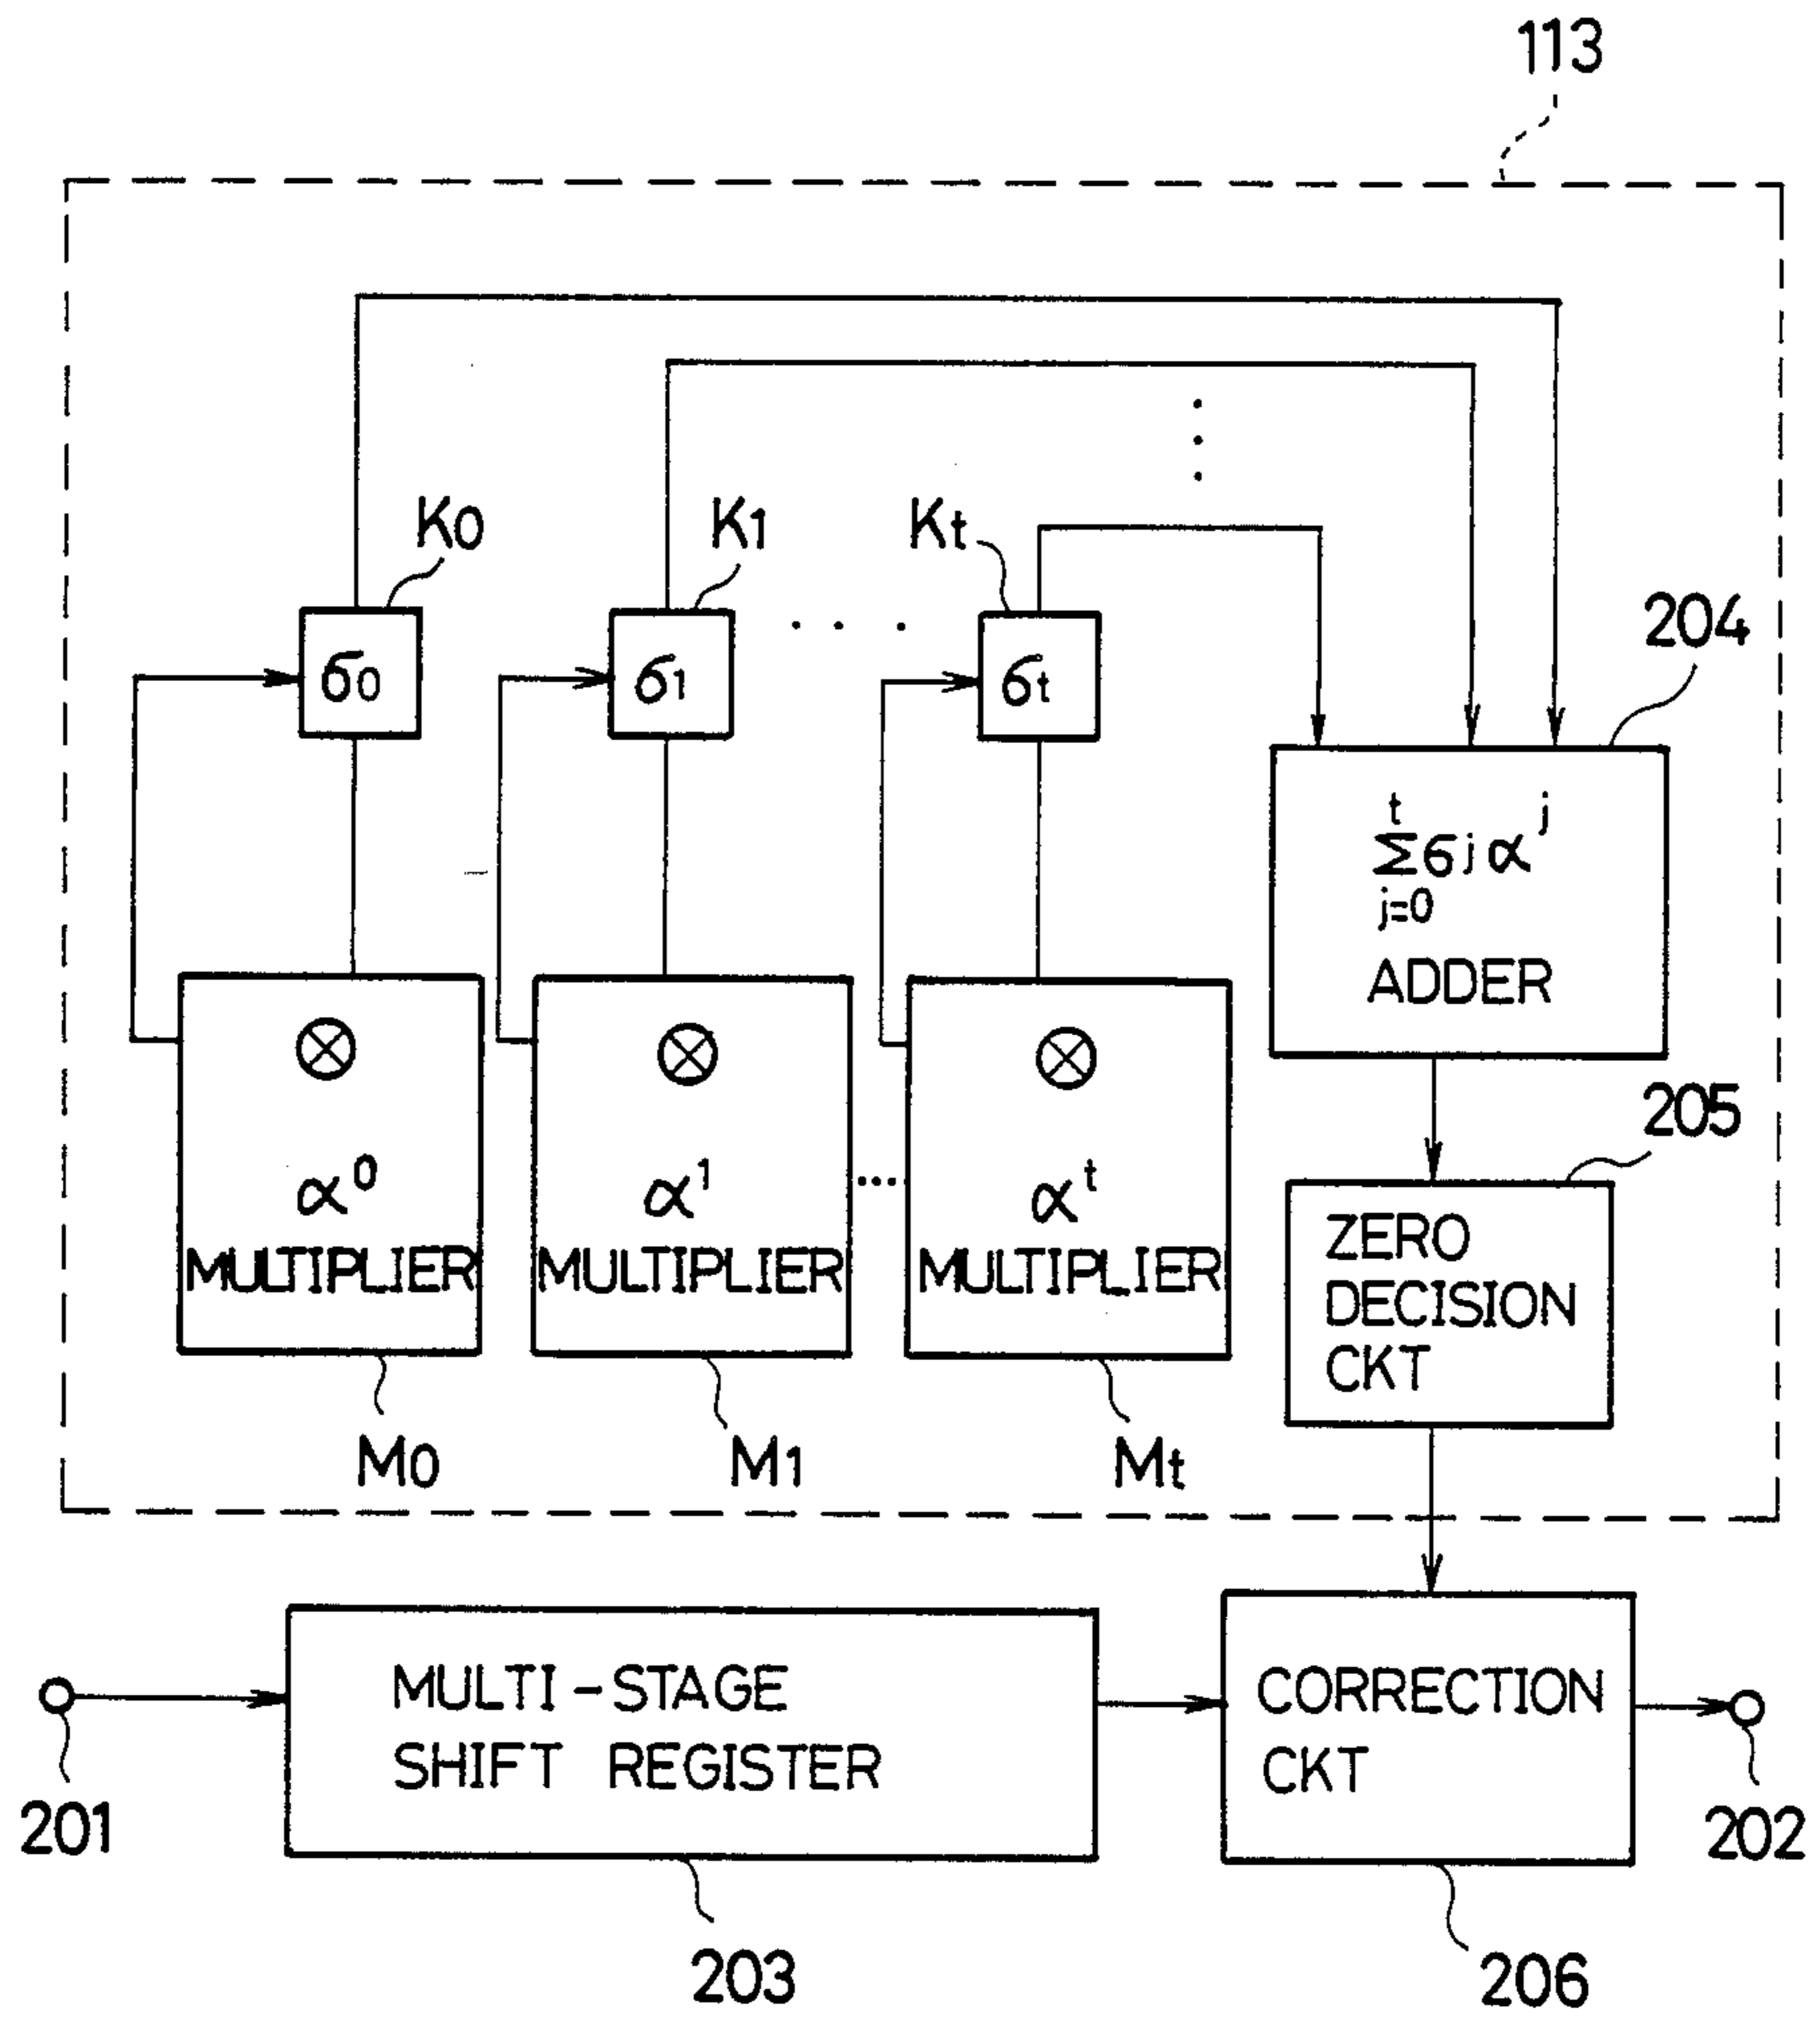 113
K0 K1 Kt
204
σ0 σ1 σt
t
Σσjα^j
j=0
ADDER
205
α^0 α^1 ... α^t
MULTIPLIER MULTIPLIER MULTIPLIER
ZERO
DECISION
CKT
M0 M1 Mt
MULTI-STAGE
SHIFT REGISTER
CORRECTION
CKT
201
202
203
206